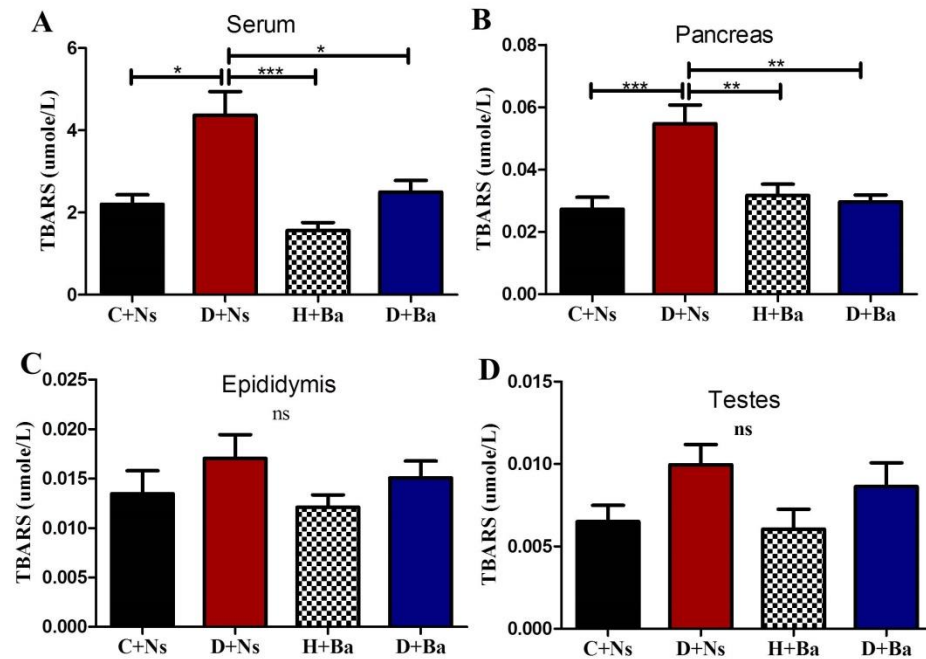 A
Serum
TBARS (umole/L)
6
4
2
0
*
*
***
C+Ns D+Ns H+Ba D+Ba
B
Pancreas
TBARS (umole/L)
0.08
0.06
0.04
0.02
0.00
**
***
**
C+Ns D+Ns H+Ba D+Ba
C
Epididymis
ns
TBARS (umole/L)
0.025
0.020
0.015
0.010
0.005
0.000
C+Ns D+Ns H+Ba D+Ba
D
Testes
ns
TBARS (umole/L)
0.015
0.010
0.005
0.000
C+Ns D+Ns H+Ba D+Ba